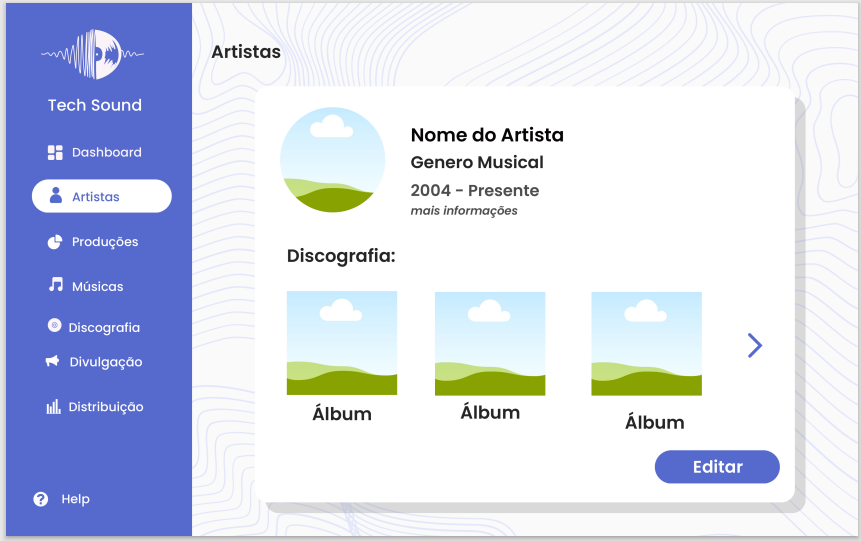 Tech Sound
Dashboard
Artistas
Produções
Músicas
Discografia
Divulgação
Distribuição
Help
Artistas
Nome do Artista
Genero Musical
2004 - Presente
mais informações
Discografia:
Álbum
Álbum
Álbum
Editar